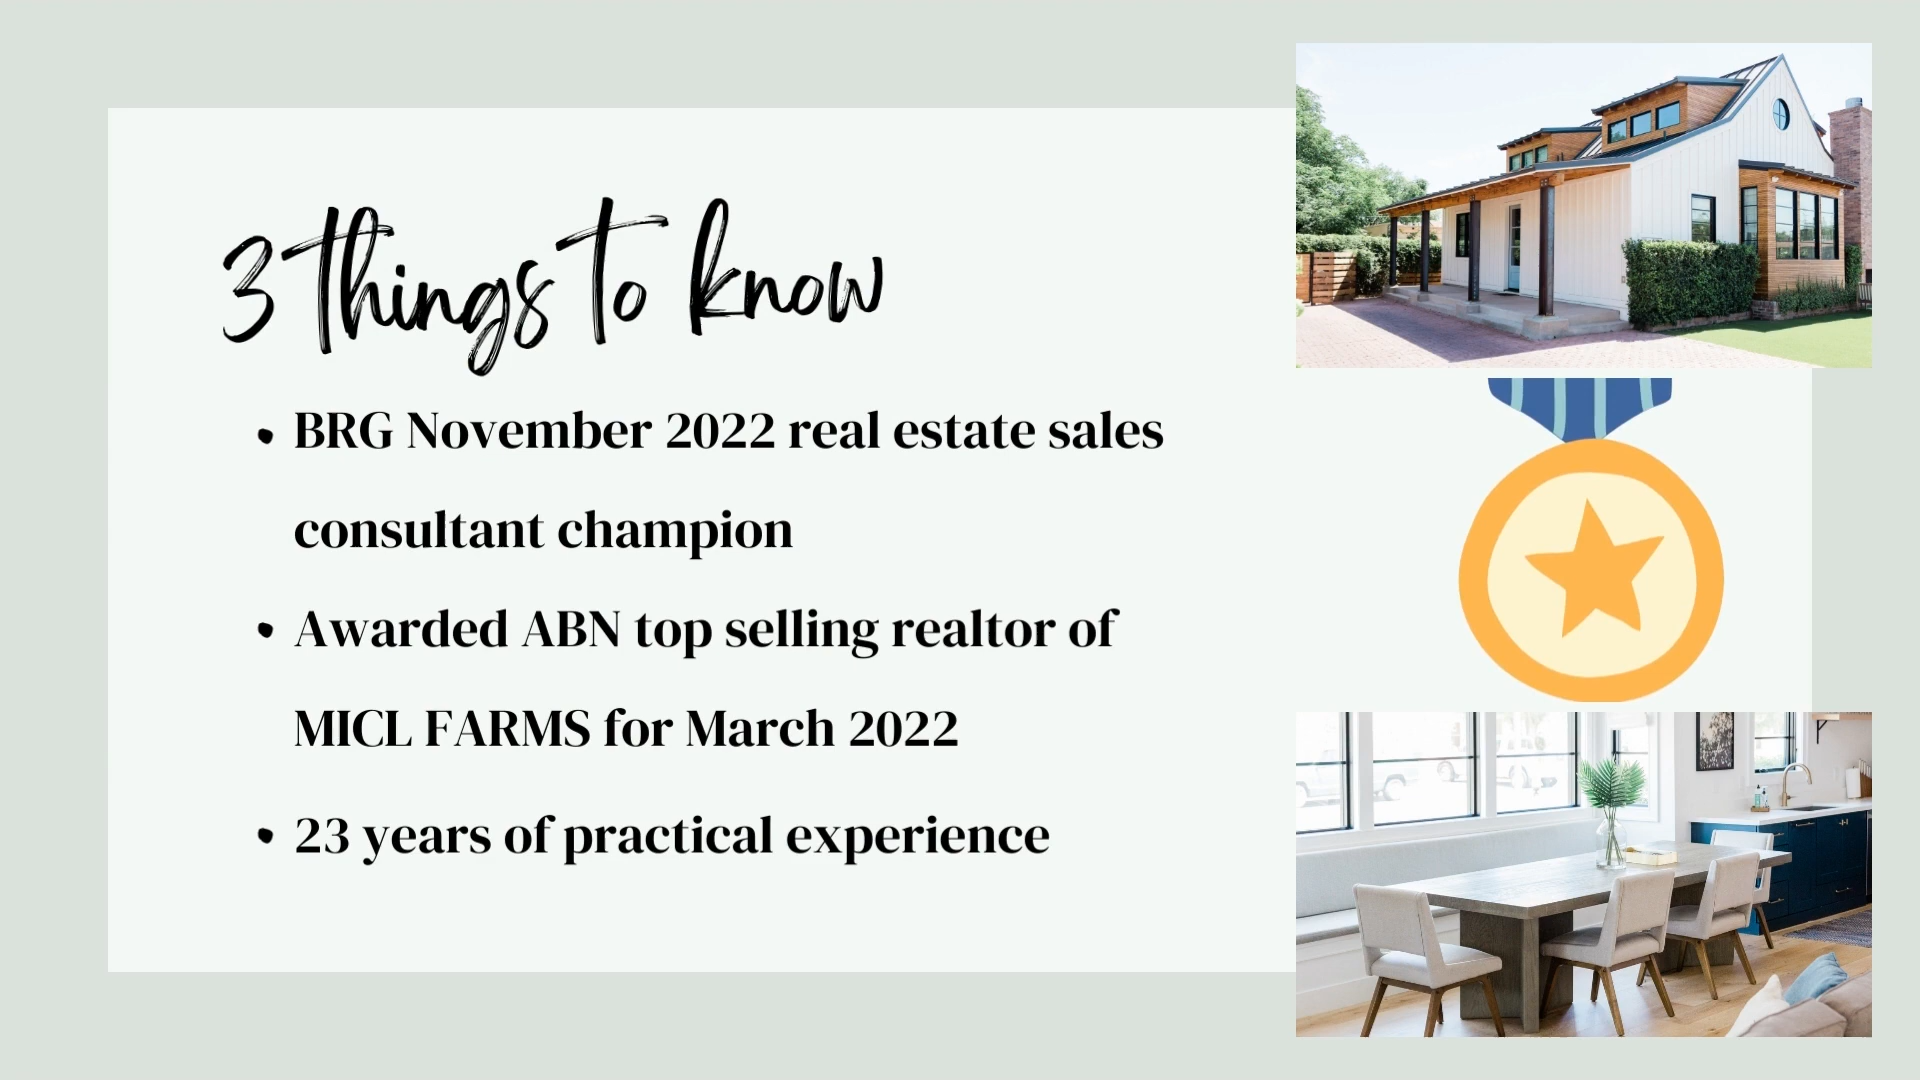 3 things to know
• BRG November 2022 real estate sales
consultant champion
• Awarded ABN top selling realtor of
MICL FARMS for March 2022
• 23 years of practical experience